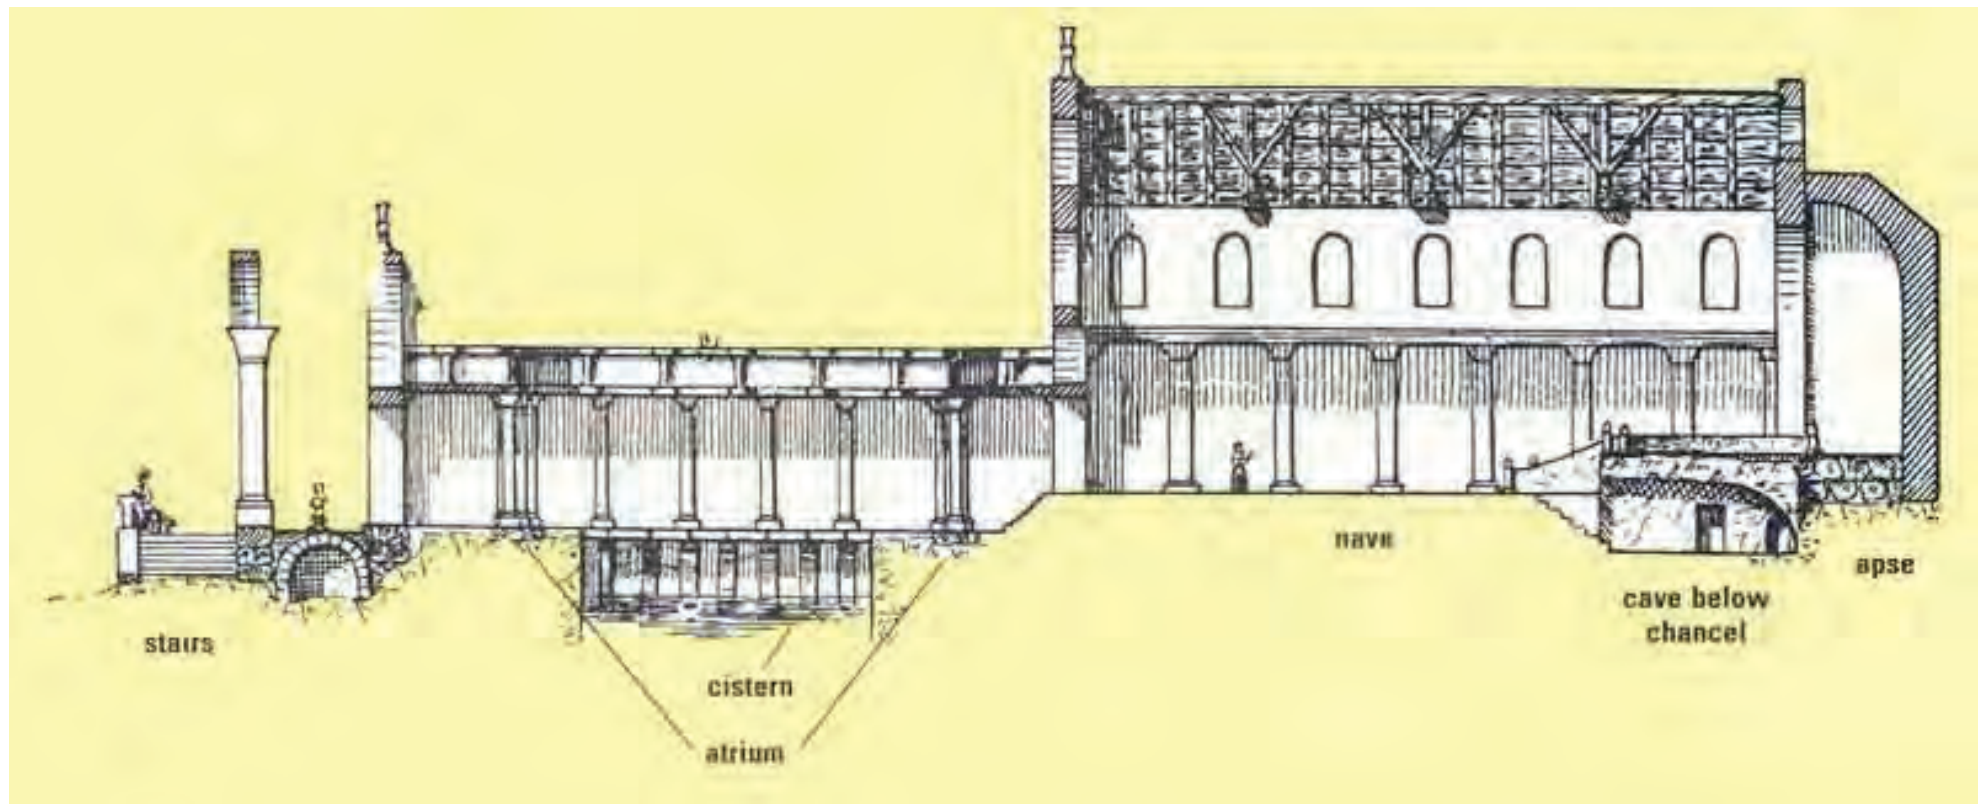 nave
apse
cave below
chancel
stairs
cistern
atrium